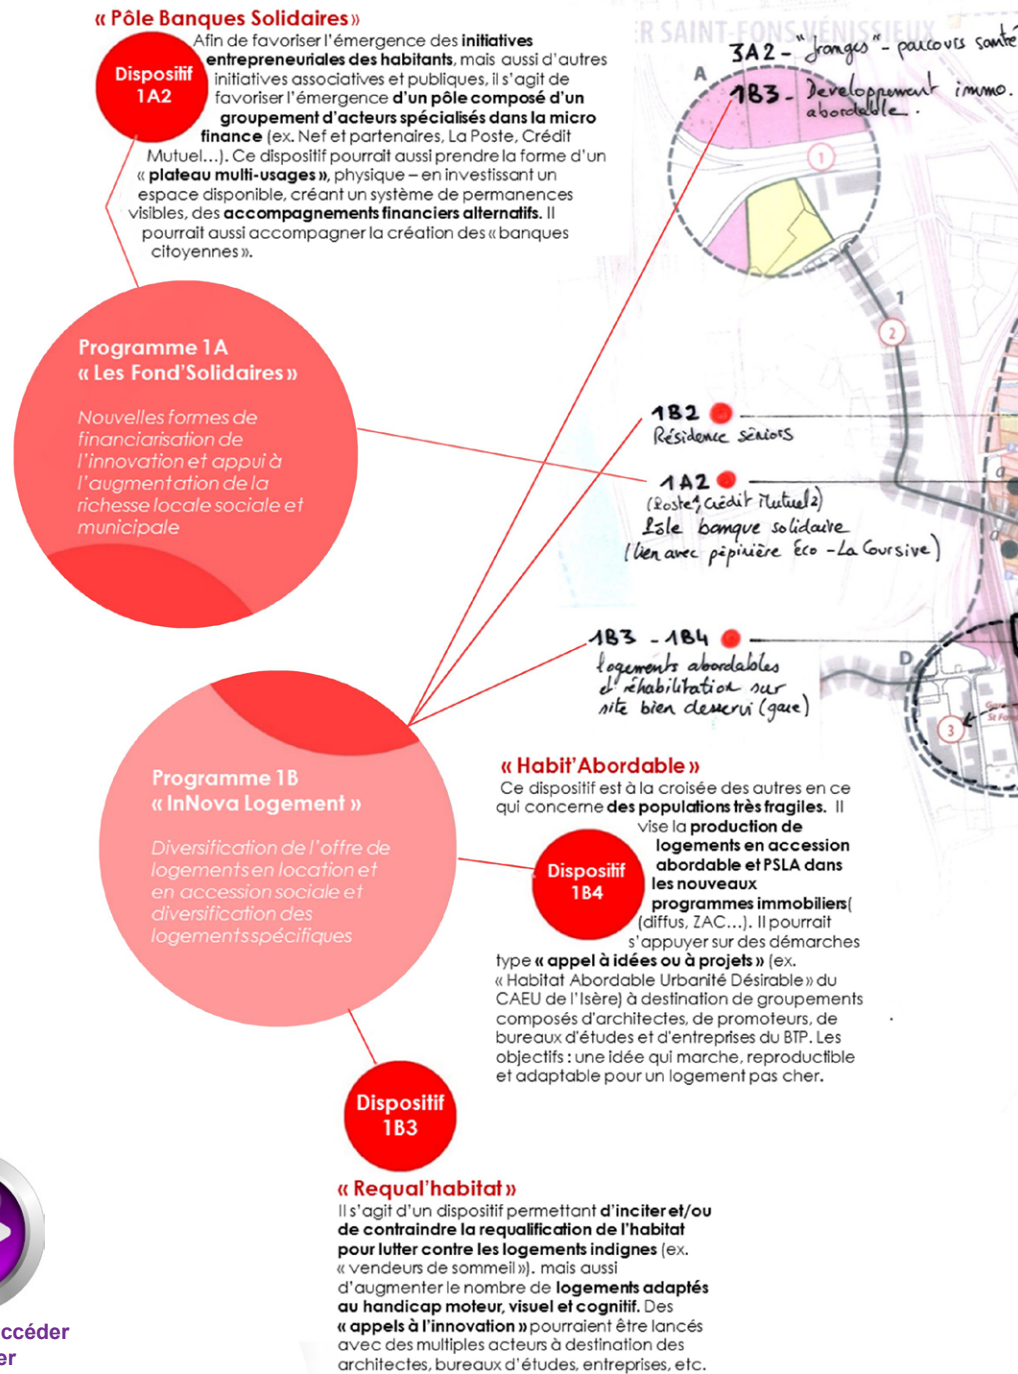 « Pôle Banques Solidaires »
Dispositif
1A2
Afin de favoriser l'émergence des initiatives
entrepreneuriales des habitants, mais aussi d'autres
initiatives associatives et publiques, il s'agit de
favoriser l'émergence d'un pôle composé d'un
groupement d'acteurs spécialisés dans la micro
finance (ex. Nef et partenaires, La Poste, Crédit
Mutuel...). Ce dispositif pourrait aussi prendre la forme d'un
« plateau multi-usages », physique – en investissant un
espace disponible, créant un système de permanences
visibles, des accompagnements financiers alternatifs. Il
pourrait aussi accompagner la création des « banques
citoyennes ».
R SAINT-FONS VÉNISSIEUX
3A2 - "franges" - parcours santé
A
1B3 - Developpement immo.
abordable.
1
1
2
Programme 1A
« Les Fond'Solidaires »
Nouvelles formes de
financiarisation de
l'innovation et appui à
l'augmentation de la
richesse locale sociale et
municipale
1B2
Résidence séniors
1A2
(Poste, Crédit Mutuel)
Pôle banque solidaire
(lien avec pépinière Eco - La Coursive)
a
a
1B3 - 1B4
logements abordables
et réhabilitation sur
site bien desservi (gare)
D
3
St Fons
Programme 1B
« InNova Logement »
Diversification de l'offre de
logements en location et
en accession sociale et
diversification des
logements spécifiques
« Habit'Abordable »
Ce dispositif est à la croisée des autres en ce
qui concerne des populations très fragiles. Il
vise la production de
logements en accession
abordable et PSLA dans
les nouveaux
programmes immobiliers(
(diffus, ZAC...). Il pourrait
s'appuyer sur des démarches
type « appel à idées ou à projets » (ex.
« Habitat Abordable Urbanité Désirable » du
CAEU de l'Isère) à destination de groupements
composés d'architectes, de promoteurs, de
bureaux d'études et d'entreprises du BTP. Les
objectifs : une idée qui marche, reproductible
et adaptable pour un logement pas cher.
Dispositif
1B4
Dispositif
1B3
« Requal'habitat »
Il s'agit d'un dispositif permettant d'inciter et/ou
de contraindre la requalification de l'habitat
pour lutter contre les logements indignes (ex.
« vendeurs de sommeil »). mais aussi
d'augmenter le nombre de logements adaptés
au handicap moteur, visuel et cognitif. Des
« appels à l'innovation » pourraient être lancés
avec des multiples acteurs à destination des
architectes, bureaux d'études, entreprises, etc.
ccéder
er